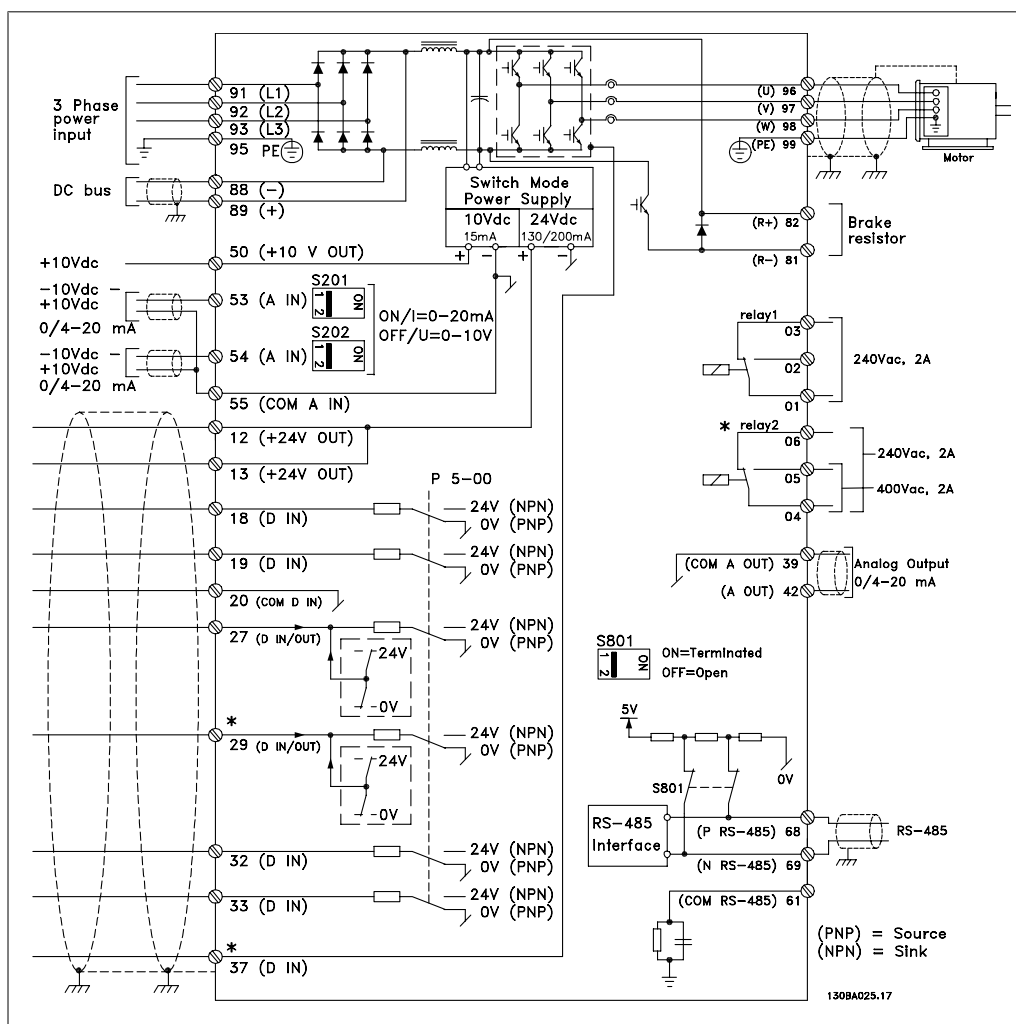 3 Phase
power
input
91 (L1)
92 (L2)
93 (L3)
95 PE
DC bus
88 (-)
89 (+)
Switch Mode
Power Supply
10Vdc
15mA
24Vdc
130/200mA
+ - + -
+10Vdc
50 (+10 V OUT)
-10Vdc -
+10Vdc
0/4-20 mA
53 (A IN)
S201
1 2
ON
ON/I=0-20mA
OFF/U=0-10V
-10Vdc -
+10Vdc
0/4-20 mA
54 (A IN)
S202
1 2
ON
55 (COM A IN)
12 (+24V OUT)
13 (+24V OUT)
P 5-00
18 (D IN)
24V (NPN)
0V (PNP)
19 (D IN)
24V (NPN)
0V (PNP)
20 (COM D IN)
27 (D IN/OUT)
24V (NPN)
0V (PNP)
24V
0V
*
29 (D IN/OUT)
24V (NPN)
0V (PNP)
24V
0V
32 (D IN)
24V (NPN)
0V (PNP)
33 (D IN)
24V (NPN)
0V (PNP)
*
37 (D IN)
(U) 96
(V) 97
(W) 98
(PE) 99
Motor
(R+) 82
(R-) 81
Brake
resistor
relay1
03
02
01
240Vac, 2A
* relay2
06
05
04
240Vac, 2A
400Vac, 2A
(COM A OUT) 39
(A OUT) 42
Analog Output
0/4-20 mA
S801
1 2
ON
ON=Terminated
OFF=Open
5V
0V
S801
RS-485
Interface
(P RS-485) 68
(N RS-485) 69
RS-485
(COM RS-485) 61
(PNP) = Source
(NPN) = Sink
130BA025.17